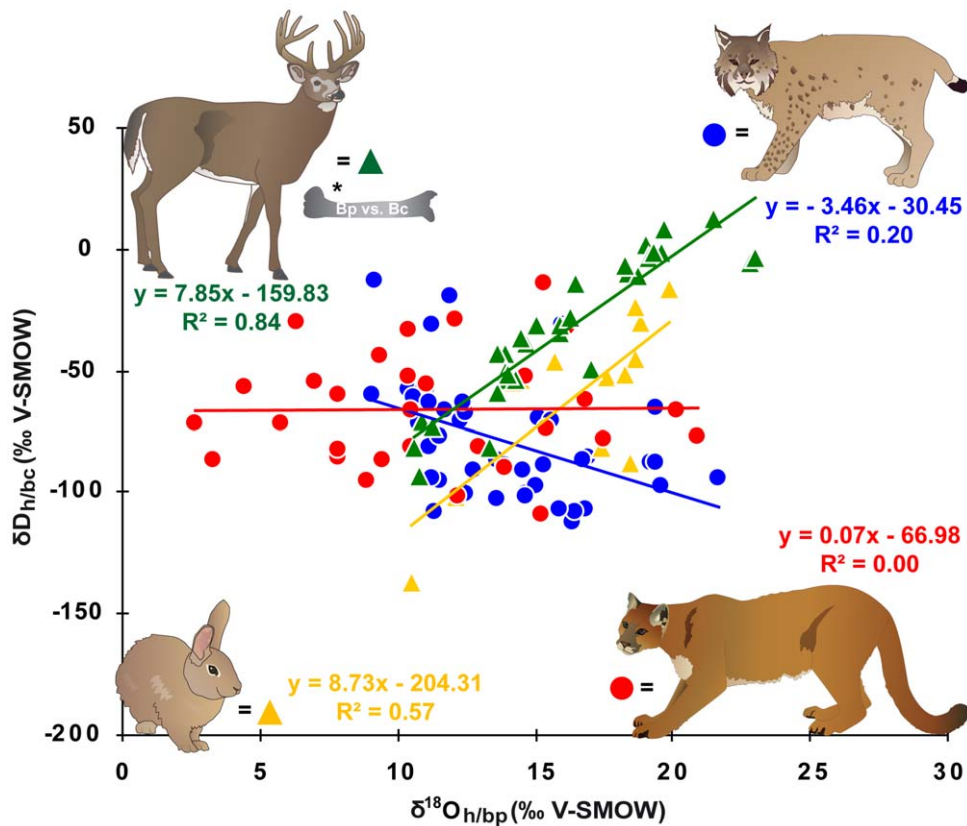 50
0
-50
-100
-150
-200
0
5
10
15
20
25
30
δD h/bc (‰ V-SMOW)
δ18O h/bp (‰ V-SMOW)
=
*
Bp vs. Bc
y = 7.85x - 159.83
R² = 0.84
=
y = - 3.46x - 30.45
R² = 0.20
y = 0.07x - 66.98
R² = 0.00
=
y = 8.73x - 204.31
= R² = 0.57